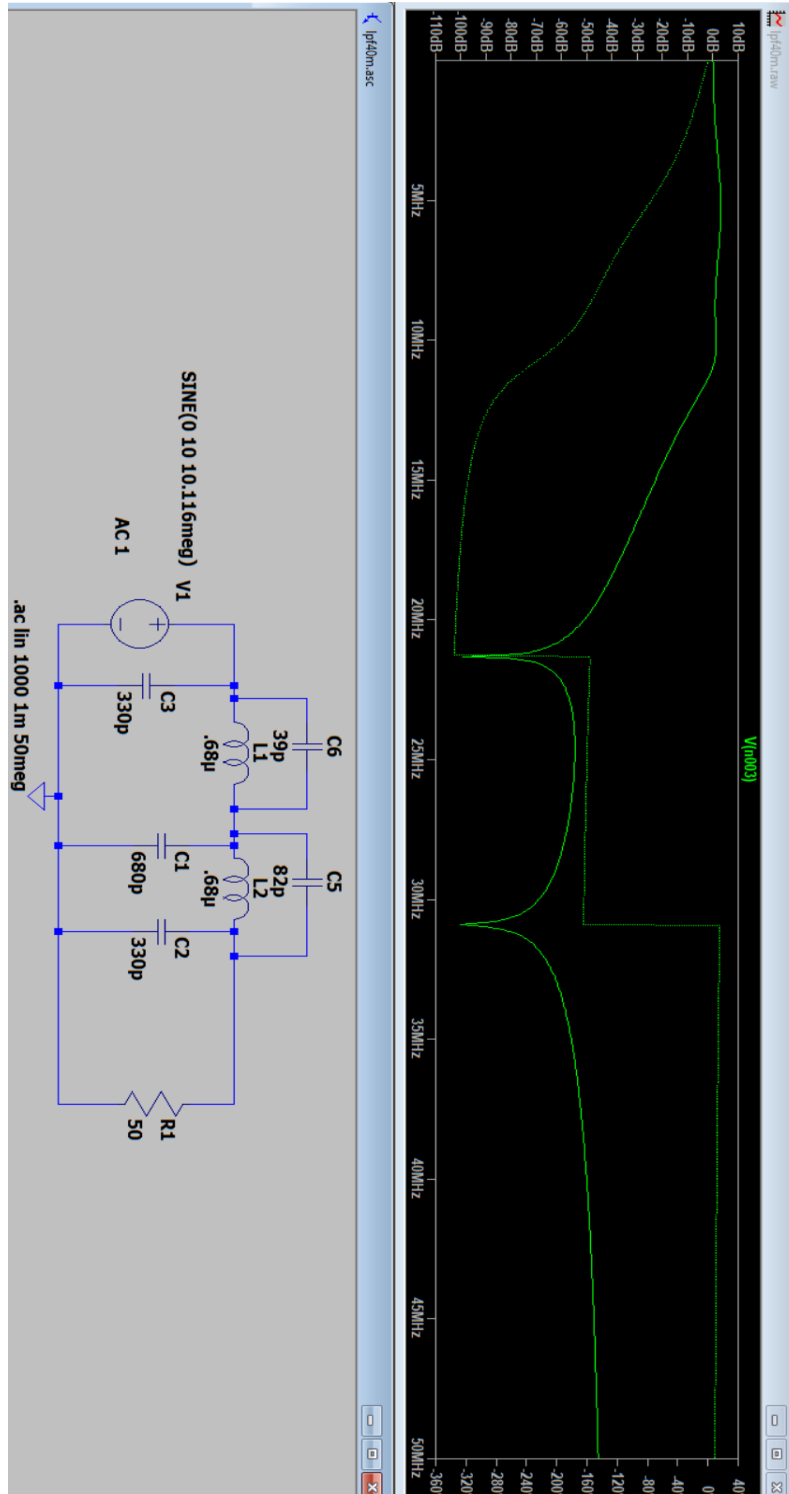 lpf40m.raw
V(n003)
10dB
0dB
-10dB
-20dB
-30dB
-40dB
-50dB
-60dB
-70dB
-80dB
-90dB
-100dB
-110dB
40
0
-40
-80
-120
-160
-200
-240
-280
-320
-360
5MHz
10MHz
15MHz
20MHz
25MHz
30MHz
35MHz
40MHz
45MHz
50MHz
lpf40m.asc
C6
39p
L1
.68µ
C5
82p
L2
.68µ
SINE(0 10 10.116meg)
V1
AC 1
C3
330p
C1
680p
C2
330p
R1
50
.ac lin 1000 1m 50meg